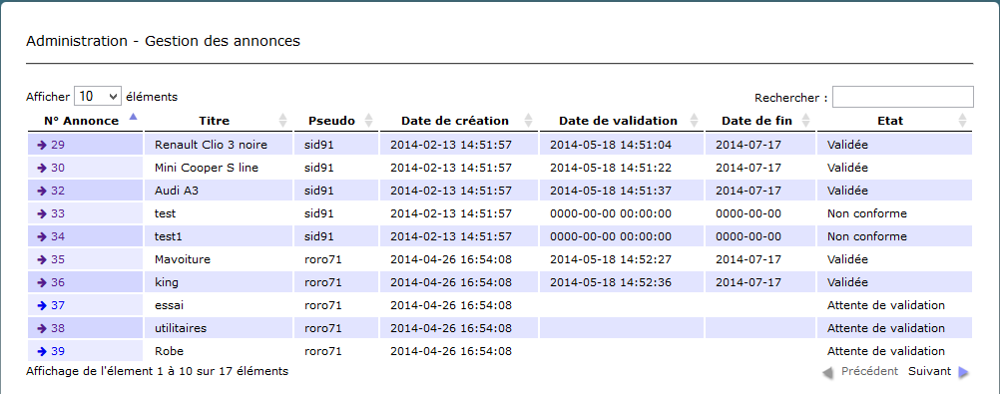 Administration - Gestion des annonces
Afficher 10 éléments Rechercher :
N° Annonce Titre Pseudo Date de création Date de validation Date de fin Etat
29 Renault Clio 3 noire sid91 2014-02-13 14:51:57 2014-05-18 14:51:04 2014-07-17 Validée
30 Mini Cooper S line sid91 2014-02-13 14:51:57 2014-05-18 14:51:22 2014-07-17 Validée
32 Audi A3 sid91 2014-02-13 14:51:57 2014-05-18 14:51:37 2014-07-17 Validée
33 test sid91 2014-02-13 14:51:57 0000-00-00 00:00:00 0000-00-00 Non conforme
34 test1 sid91 2014-02-13 14:51:57 0000-00-00 00:00:00 0000-00-00 Non conforme
35 Mavoiture roro71 2014-04-26 16:54:08 2014-05-18 14:52:27 2014-07-17 Validée
36 king roro71 2014-04-26 16:54:08 2014-05-18 14:52:36 2014-07-17 Validée
37 essai roro71 2014-04-26 16:54:08 Attente de validation
38 utilitaires roro71 2014-04-26 16:54:08 Attente de validation
39 Robe roro71 2014-04-26 16:54:08 Attente de validation
Affichage de l'élement 1 à 10 sur 17 éléments Précédent Suivant